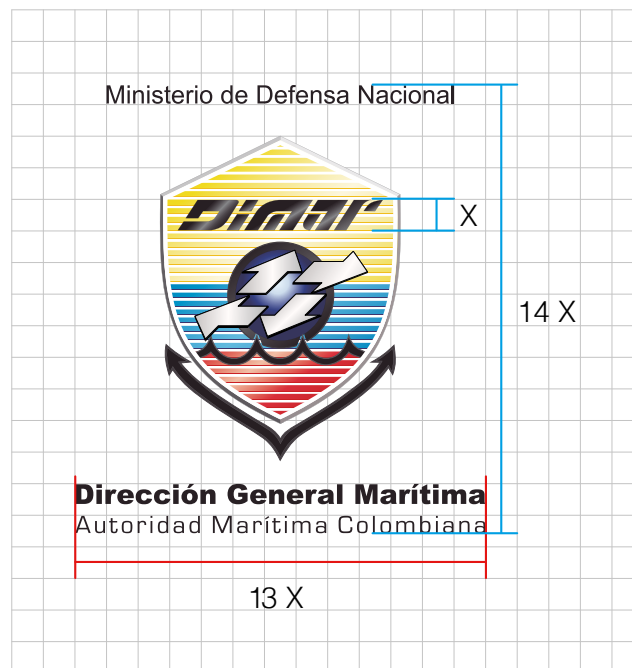 Ministerio de Defensa Nacional
Dimar
X
14 X
Dirección General Marítima
Autoridad Marítima Colombiana
13 X